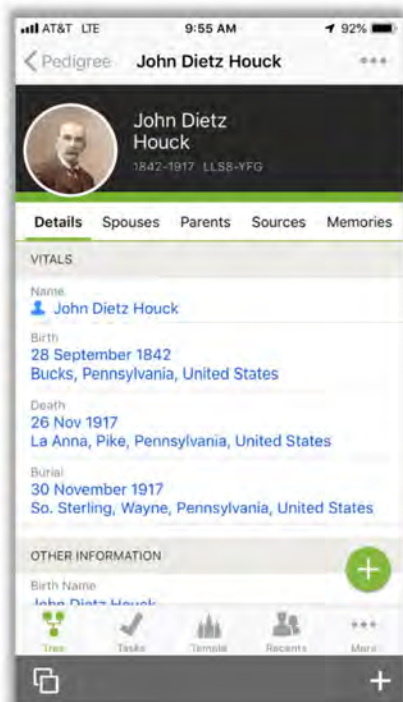 AT&T LTE 9:55 AM 92%
Pedigree John Dietz Houck
John Dietz
Houck
1842-1917 LLS8-YFG
Details Spouses Parents Sources Memories
VITALS
Name
John Dietz Houck
Birth
28 September 1842
Bucks, Pennsylvania, United States
Death
26 Nov 1917
La Anna, Pike, Pennsylvania, United States
Burial
30 November 1917
So. Sterling, Wayne, Pennsylvania, United States
OTHER INFORMATION
Birth Name
John Dietz Houck
Tree Tasks Temple Recents More